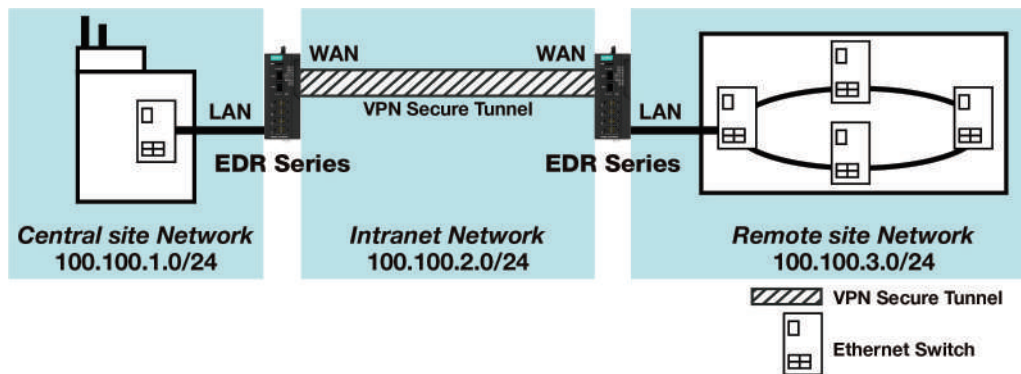 WAN
WAN
LAN
VPN Secure Tunnel
LAN
EDR Series
EDR Series
Central site Network
100.100.1.0/24
Intranet Network
100.100.2.0/24
Remote site Network
100.100.3.0/24
VPN Secure Tunnel
Ethernet Switch